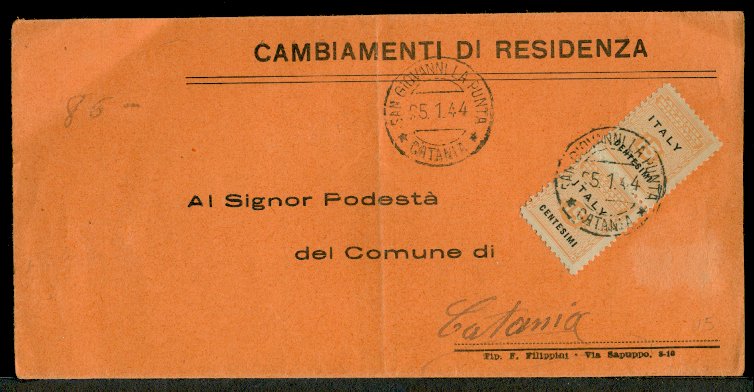 CAMBIAMENTI DI RESIDENZA
SAN GIOVANNI LA PUNTA
05.1.44
★ CATANIA ★
85 -
ITALY
CENTESIMI
SAN GIOVANNI LA PUNTA
05.1.44
ITALY
★ CATANIA ★
CENTESIMI
Al Signor Podestà
del Comune di
Catania
Tip. F. Filippini - Via Sapuppo, 8-10